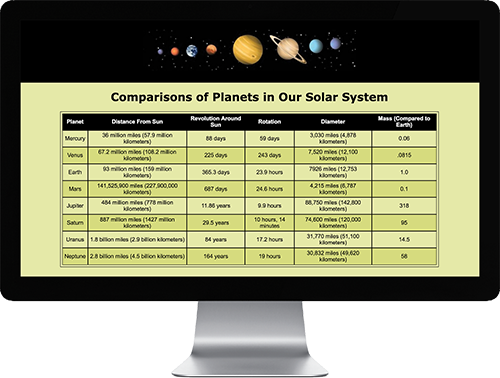 Comparisons of Planets in Our Solar System
Planet Distance From Sun Revolution Around Sun Rotation Diameter Mass (Compared to Earth)
Mercury 36 million miles (57.9 million kilometers) 88 days 59 days 3,030 miles (4,878 kilometers) 0.06
Venus 67.2 million miles (108.2 million kilometers) 225 days 243 days 7,520 miles (12,100 kilometers) .0815
Earth 93 million miles (159 million kilometers) 365.3 days 23.9 hours 7926 miles (12,753 kilometers) 1.0
Mars 141,525,900 miles (227,900,000 kilometers) 687 days 24.6 hours 4,215 miles (6,787 kilometers) 0.1
Jupiter 484 million miles (778 million kilometers) 11.86 years 9.9 hours 88,750 miles (142,800 kilometers) 318
Saturn 887 million miles (1427 million kilometers) 29.5 years 10 hours, 14 minutes 74,600 miles (120,000 kilometers) 95
Uranus 1.8 billion miles (2.9 billion kilometers) 84 years 17.2 hours 31,770 miles (51,100 kilometers) 14.5
Neptune 2.8 billion miles (4.5 billion kilometers) 164 years 19 hours 30,832 miles (49,620 kilometers) 58